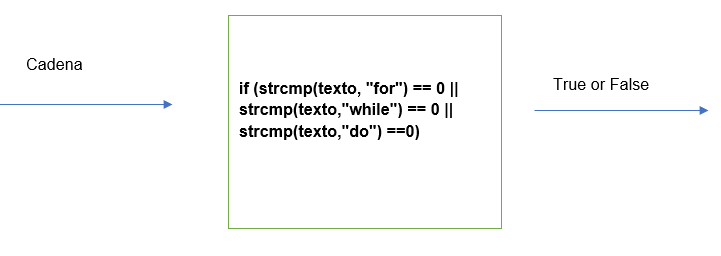 Cadena
if (strcmp(texto, "for") == 0 ||
strcmp(texto,"while") == 0 ||
strcmp(texto,"do") ==0)
True or False